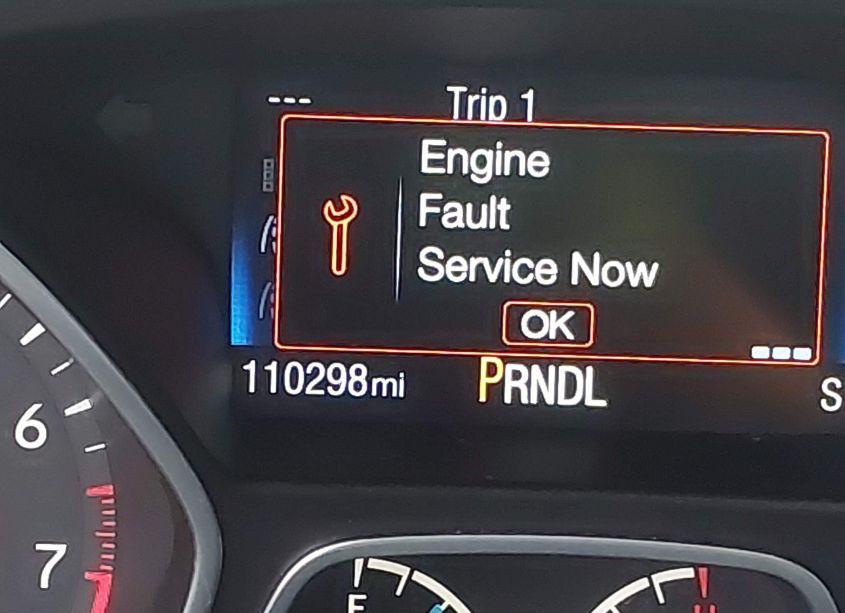 --- Trip 1
Engine
Fault
Service Now
OK
110298mi PRNDL S
6
7
E H